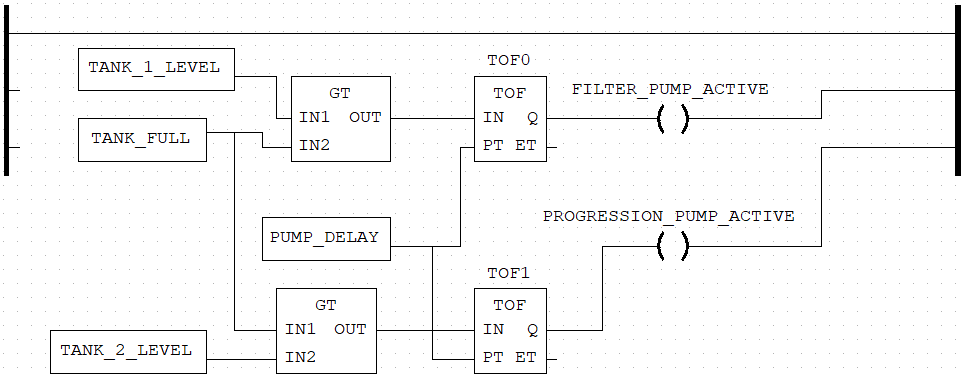 TOF0
TANK_1_LEVEL
GT
TOF
FILTER_PUMP_ACTIVE
IN1 OUT
IN Q
TANK_FULL
IN2
PT ET
PROGRESSION_PUMP_ACTIVE
PUMP_DELAY
TOF1
GT
TOF
IN1 OUT
IN Q
TANK_2_LEVEL
IN2
PT ET